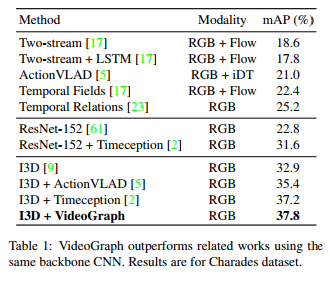 Method Modality mAP (%)
Two-stream [17] RGB + Flow 18.6
Two-stream + LSTM [17] RGB + Flow 17.8
ActionVLAD [5] RGB + iDT 21.0
Temporal Fields [17] RGB + Flow 22.4
Temporal Relations [23] RGB 25.2
ResNet-152 [61] RGB 22.8
ResNet-152 + Timeception [2] RGB 31.6
I3D [9] RGB 32.9
I3D + ActionVLAD [5] RGB 35.4
I3D + Timeception [2] RGB 37.2
I3D + VideoGraph RGB 37.8
Table 1: VideoGraph outperforms related works using the
same backbone CNN. Results are for Charades dataset.